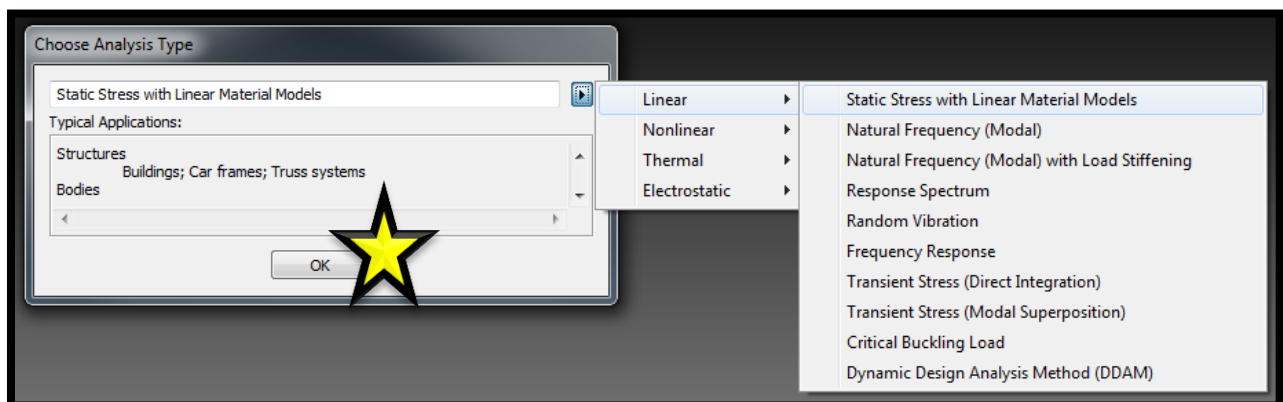 Choose Analysis Type
Static Stress with Linear Material Models
Typical Applications:
Structures
Buildings; Car frames; Truss systems
Bodies
OK
Linear
Nonlinear
Thermal
Electrostatic
Static Stress with Linear Material Models
Natural Frequency (Modal)
Natural Frequency (Modal) with Load Stiffening
Response Spectrum
Random Vibration
Frequency Response
Transient Stress (Direct Integration)
Transient Stress (Modal Superposition)
Critical Buckling Load
Dynamic Design Analysis Method (DDAM)